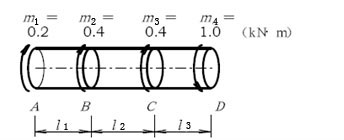 m₁ = m₂ = m₃ = m₄ =
0.2 0.4 0.4 1.0 (kN· m)
A B C D
l₁ l₂ l₃